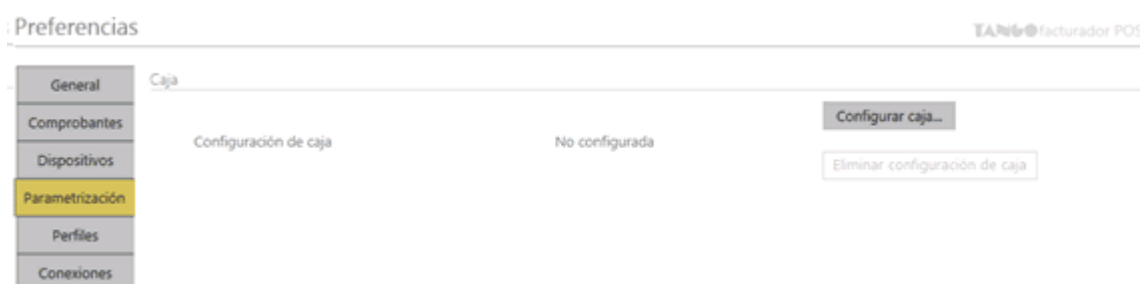 Preferencias
TANGO facturador POS
General
Caja
Comprobantes
Configurar caja...
Configuración de caja
No configurada
Dispositivos
Eliminar configuración de caja
Parametrización
Perfiles
Conexiones